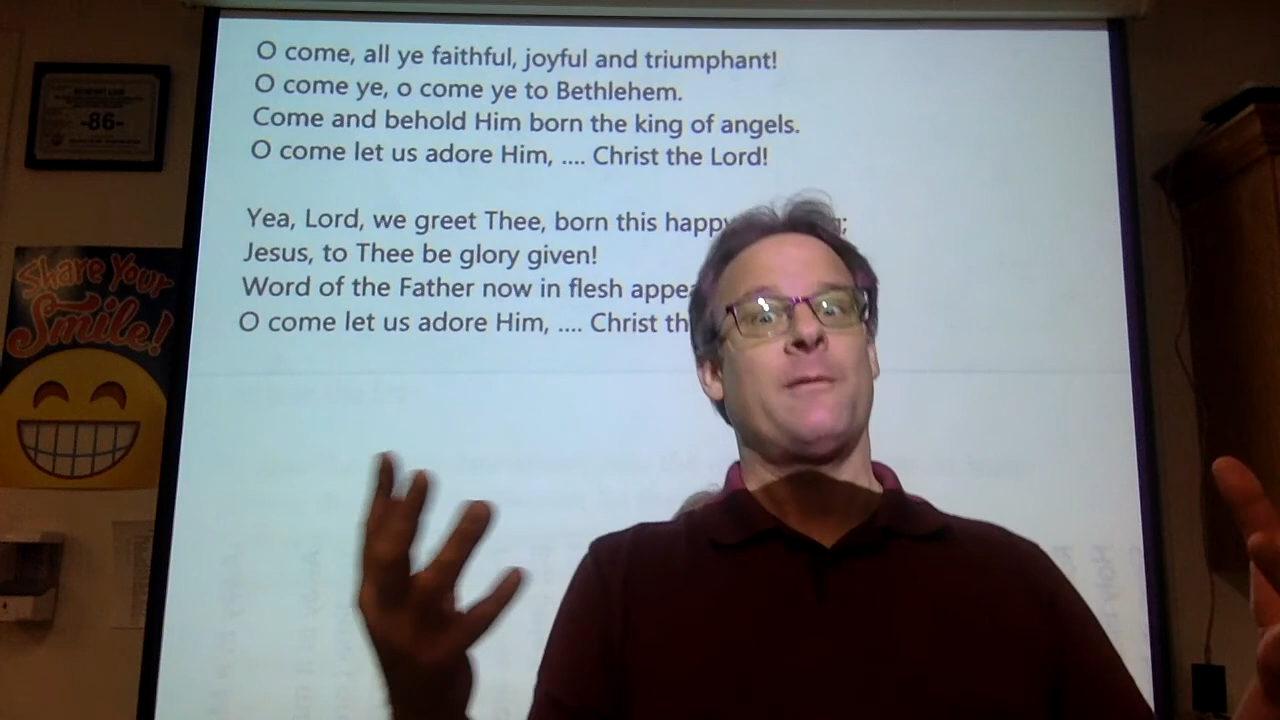 O come, all ye faithful, joyful and triumphant!
O come ye, o come ye to Bethlehem.
Come and behold Him born the king of angels.
O come let us adore Him, .... Christ the Lord!
Yea, Lord, we greet Thee, born this happy
Jesus, to Thee be glory given!
Word of the Father now in flesh appea
O come let us adore Him, .... Christ th
-86-
Share Your
Smile!